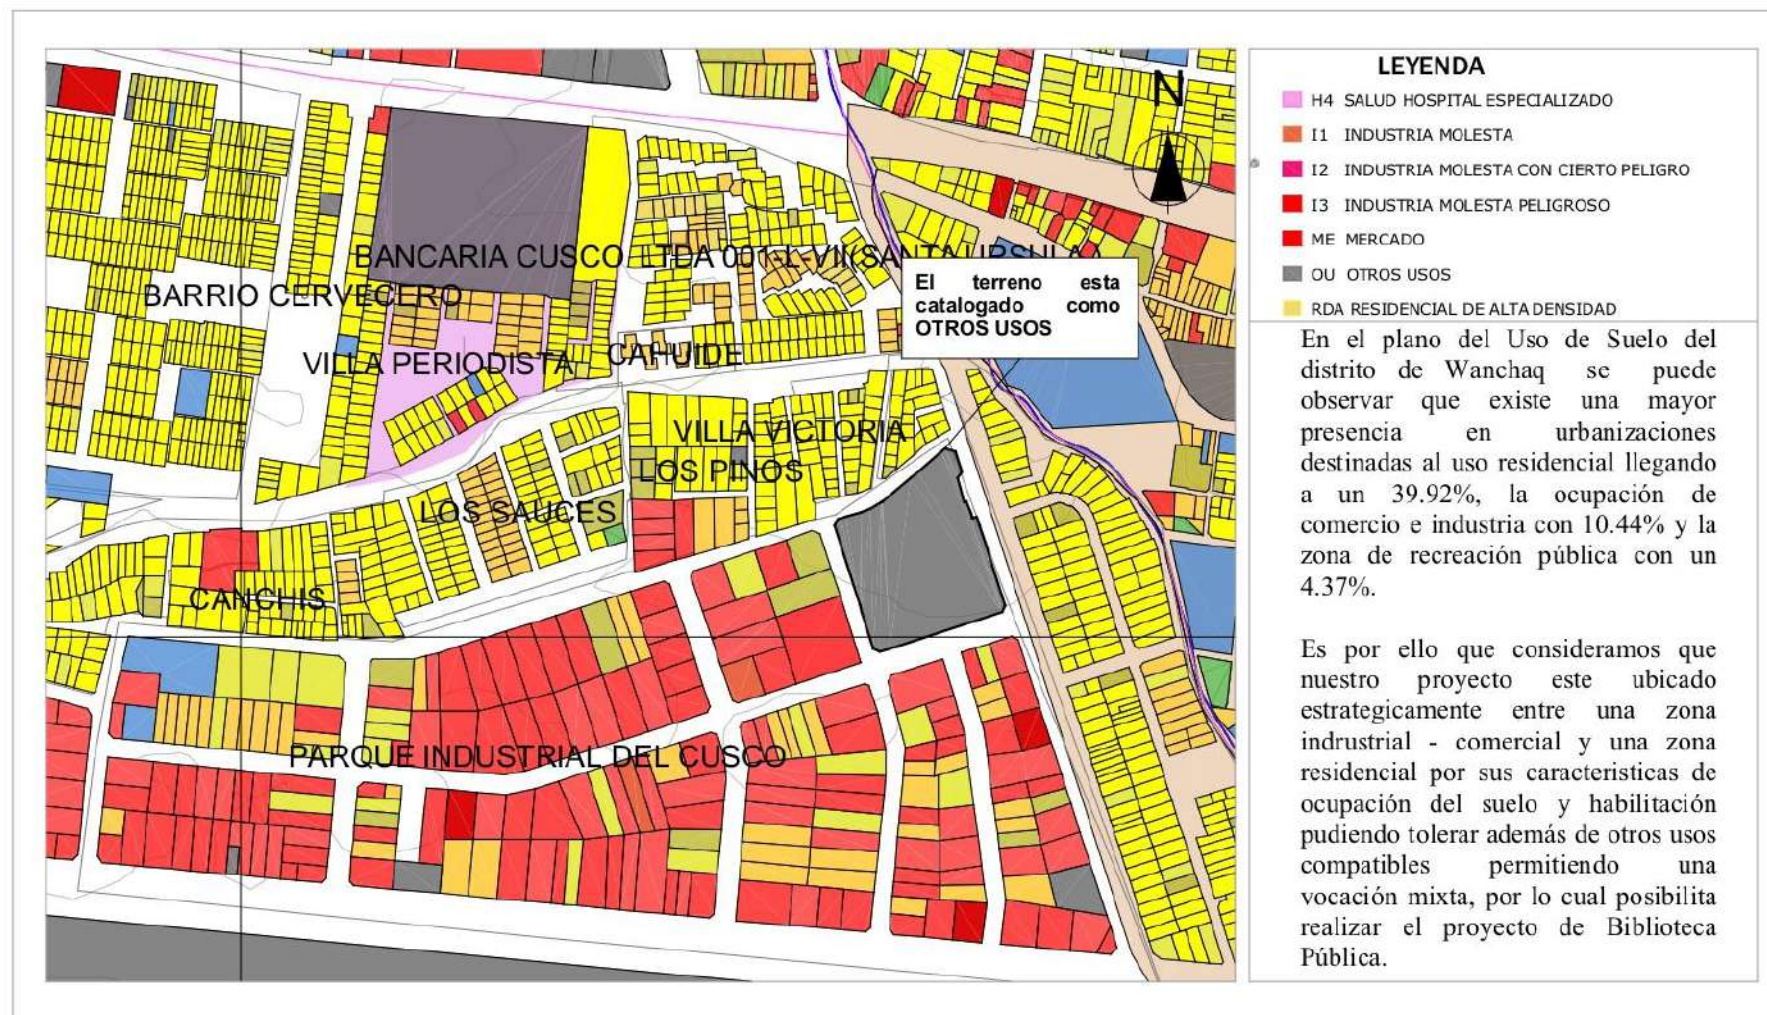 N
BANCARIA CUSCO LTDA 001-L-VII(SANTA URSULA)
BARRIO CERVECERO
El terreno esta
catalogado como
OTROS USOS
VILLA PERIODISTA
CAHUIDE
VILLA VICTORIA
LOS PINOS
LOS SAUCES
CANCHIS
PARQUE INDUSTRIAL DEL CUSCO
LEYENDA
H4 SALUD HOSPITAL ESPECIALIZADO
I1 INDUSTRIA MOLESTA
I2 INDUSTRIA MOLESTA CON CIERTO PELIGRO
I3 INDUSTRIA MOLESTA PELIGROSO
ME MERCADO
OU OTROS USOS
RDA RESIDENCIAL DE ALTA DENSIDAD
En el plano del Uso de Suelo del
distrito de Wanchaq se puede
observar que existe una mayor
presencia en urbanizaciones
destinadas al uso residencial llegando
a un 39.92%, la ocupación de
comercio e industria con 10.44% y la
zona de recreación pública con un
4.37%.
Es por ello que consideramos que
nuestro proyecto este ubicado
estrategicamente entre una zona
indrustrial - comercial y una zona
residencial por sus caracteristicas de
ocupación del suelo y habilitación
pudiendo tolerar además de otros usos
compatibles permitiendo una
vocación mixta, por lo cual posibilita
realizar el proyecto de Biblioteca
Pública.